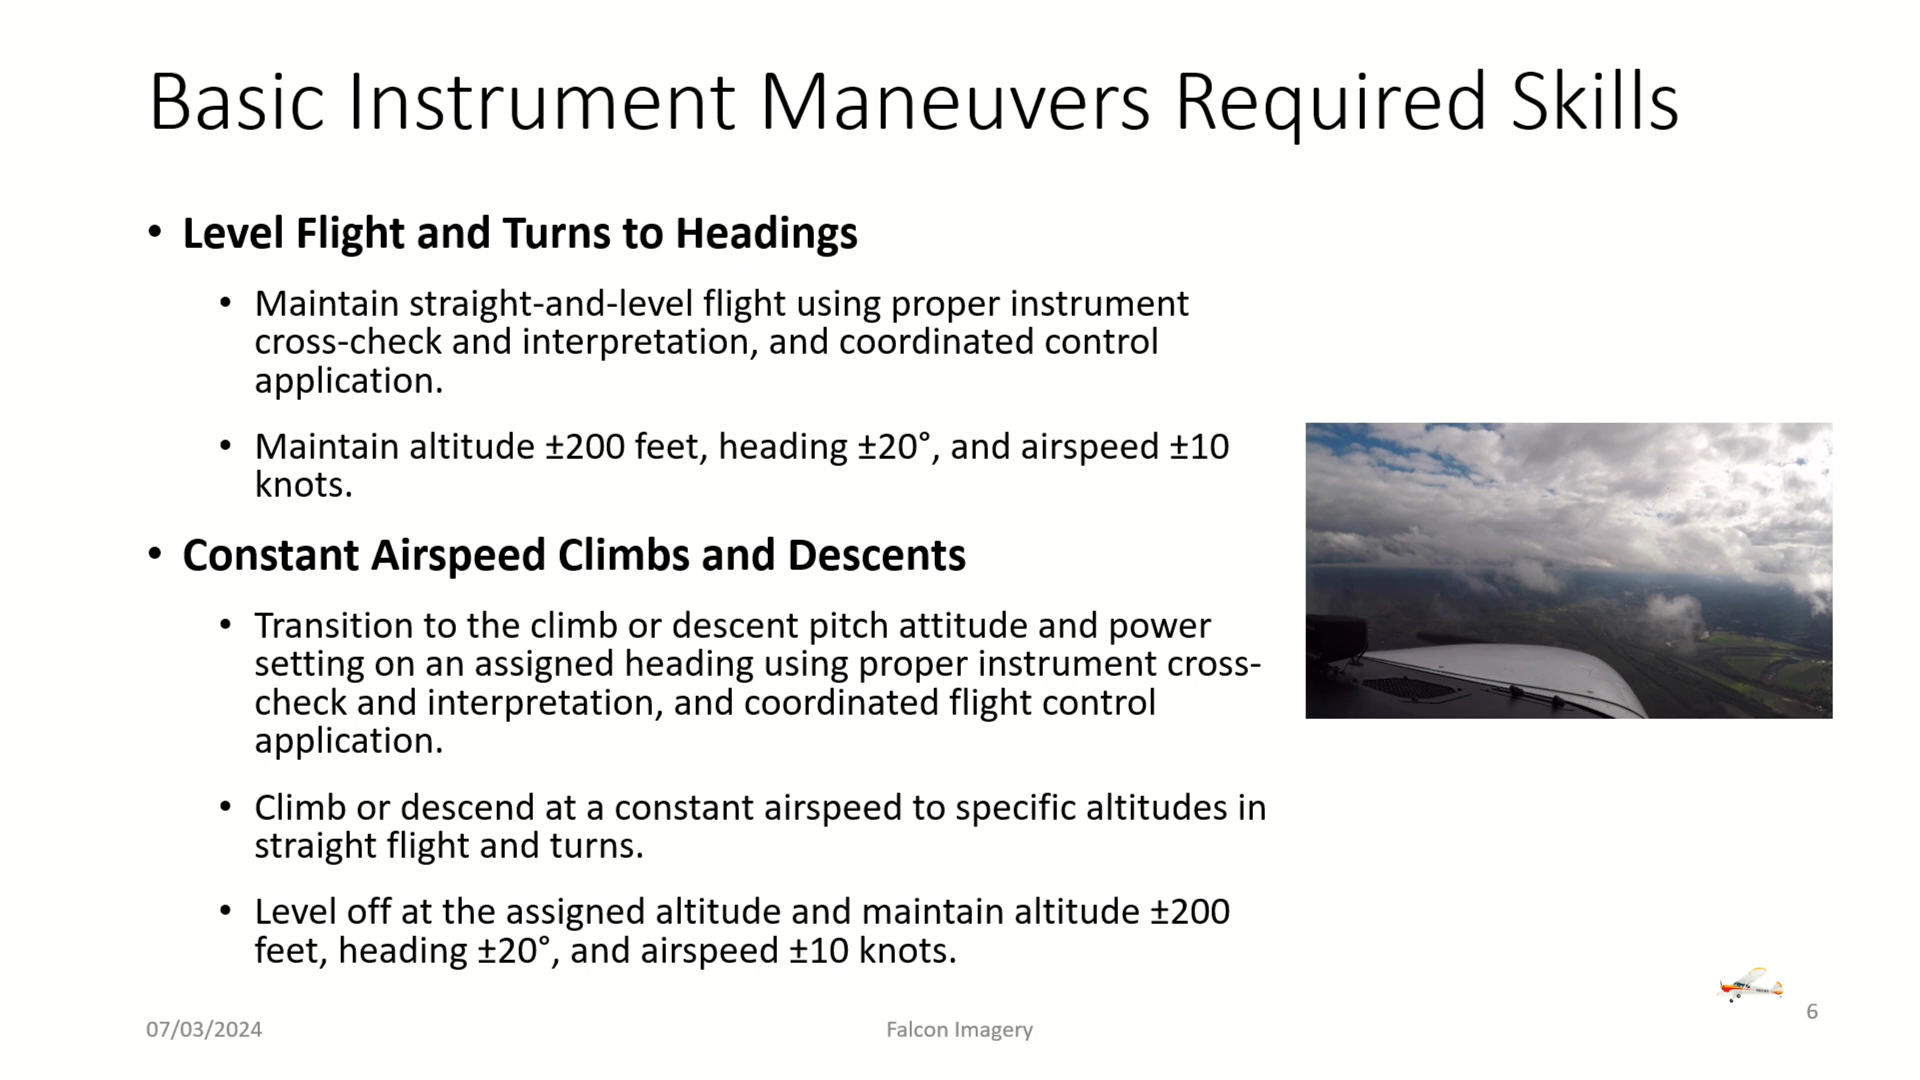 Basic Instrument Maneuvers Required Skills
• Level Flight and Turns to Headings
• Maintain straight-and-level flight using proper instrument
cross-check and interpretation, and coordinated control
application.
• Maintain altitude ±200 feet, heading ±20°, and airspeed ±10
knots.
• Constant Airspeed Climbs and Descents
• Transition to the climb or descent pitch attitude and power
setting on an assigned heading using proper instrument cross-
check and interpretation, and coordinated flight control
application.
• Climb or descend at a constant airspeed to specific altitudes in
straight flight and turns.
• Level off at the assigned altitude and maintain altitude ±200
feet, heading ±20°, and airspeed ±10 knots.
07/03/2024
Falcon Imagery
6